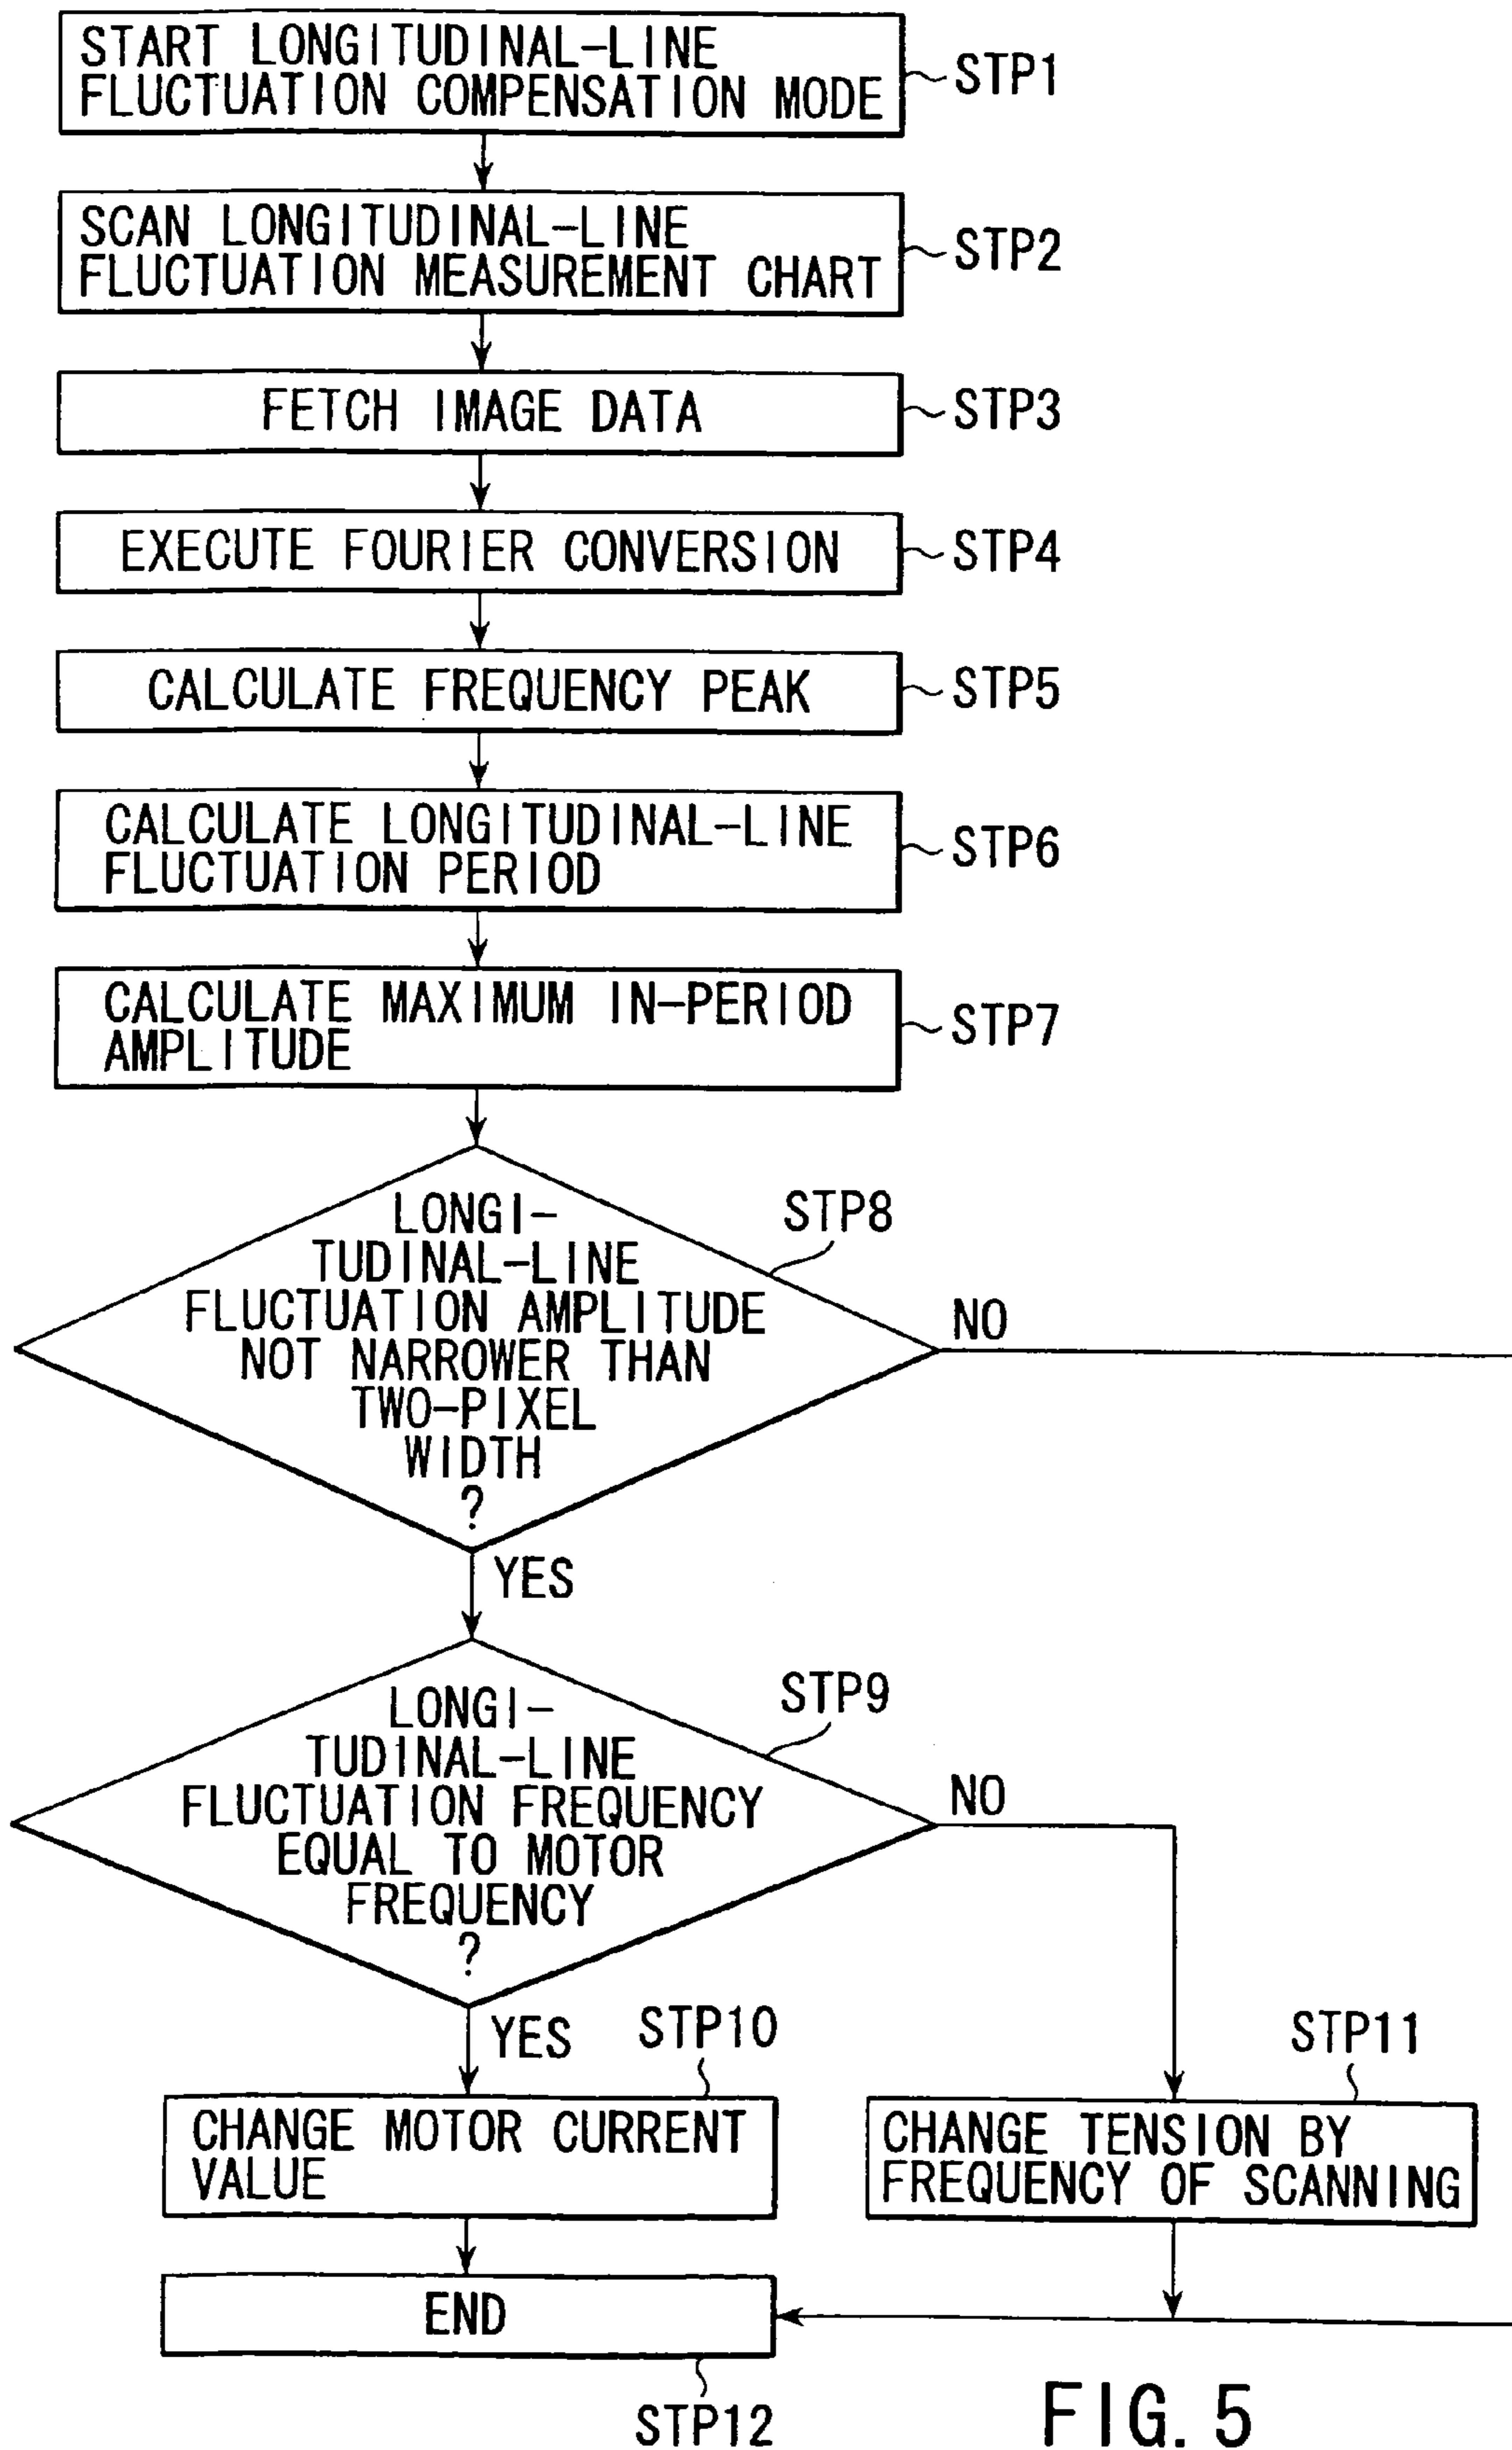 START LONGITUDINAL-LINE
FLUCTUATION COMPENSATION MODE
STP1
SCAN LONGITUDINAL-LINE
FLUCTUATION MEASUREMENT CHART
STP2
FETCH IMAGE DATA
STP3
EXECUTE FOURIER CONVERSION
STP4
CALCULATE FREQUENCY PEAK
STP5
CALCULATE LONGITUDINAL-LINE
FLUCTUATION PERIOD
STP6
CALCULATE MAXIMUM IN-PERIOD
AMPLITUDE
STP7
STP8
LONGI-
TUDINAL-LINE
FLUCTUATION AMPLITUDE
NOT NARROWER THAN
TWO-PIXEL
WIDTH
?
NO
YES
STP9
LONGI-
TUDINAL-LINE
FLUCTUATION FREQUENCY
EQUAL TO MOTOR
FREQUENCY
?
NO
YES
STP10
CHANGE MOTOR CURRENT
VALUE
STP11
CHANGE TENSION BY
FREQUENCY OF SCANNING
END
STP12
FIG. 5